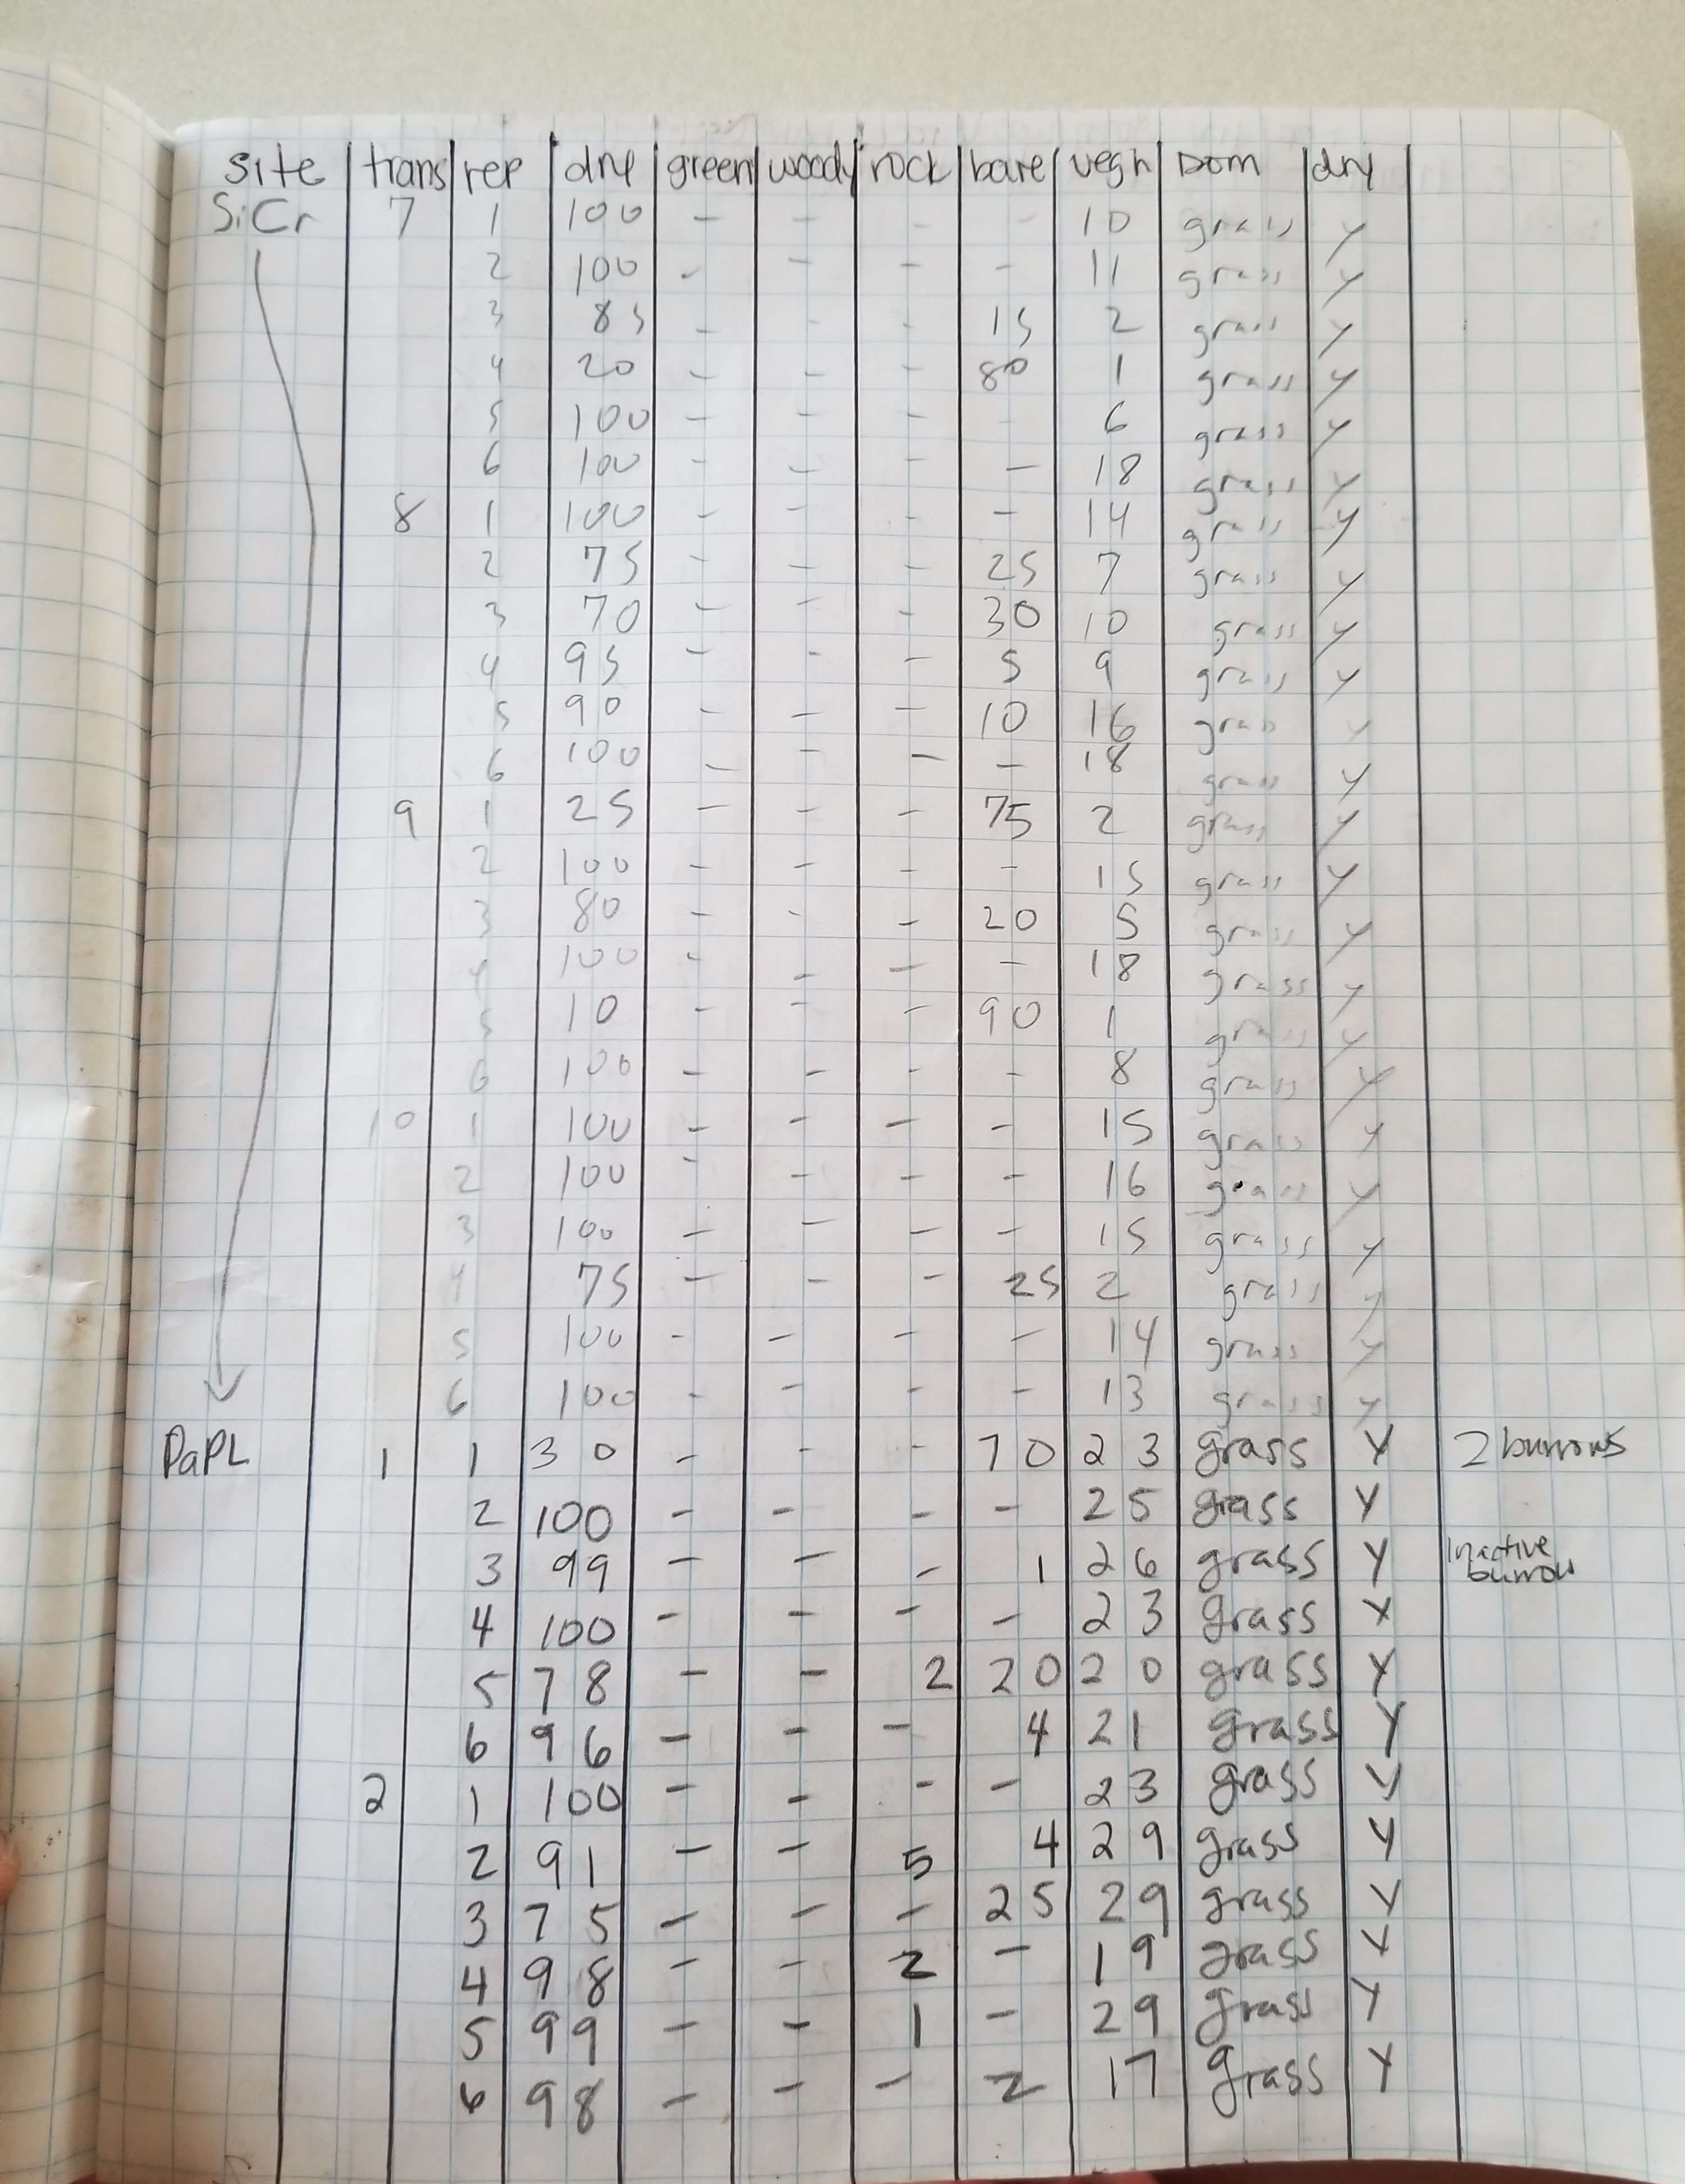 site trans rep dry green woody rock bare vegh Dom dry
SiCr 7 1 100 - - - - 10 grass y
2 100 - - - - 11 grass y
3 85 - - - 15 2 grass y
4 20 - - - 80 1 grass y
5 100 - - - - 6 grass y
6 100 - - - - 18 grass y
8 1 100 - - - - 14 grass y
2 75 - - - 25 7 grass y
3 70 - - - 30 10 grass y
4 95 - - - 5 9 grass y
5 90 - - - 10 16 grass y
6 100 - - - - 18 grass y
9 1 25 - - - 75 2 grass y
2 100 - - - - 15 grass y
3 80 - - - 20 5 grass y
4 100 - - - - 18 grass y
5 10 - - - 90 1 grass y
6 100 - - - - 8 grass y
10 1 100 - - - - 15 grass y
2 100 - - - - 16 grass y
3 100 - - - - 15 grass y
4 75 - - - 25 2 grass y
5 100 - - - - 14 grass y
6 100 - - - - 13 grass y
PaPL 1 1 30 - - - 70 23 grass Y 2 burrows
2 100 - - - - 25 grass Y
3 99 - - - 1 26 grass Y Inactive burrow
4 100 - - - - 23 grass Y
5 78 - - 2 20 20 grass Y
6 96 - - - 4 21 grass Y
2 1 100 - - - - 23 grass Y
2 91 - - 5 4 29 grass Y
3 75 - - - 25 29 grass Y
4 98 - - 2 - 19 grass Y
5 99 - - 1 - 29 grass Y
6 98 - - - 2 17 grass Y